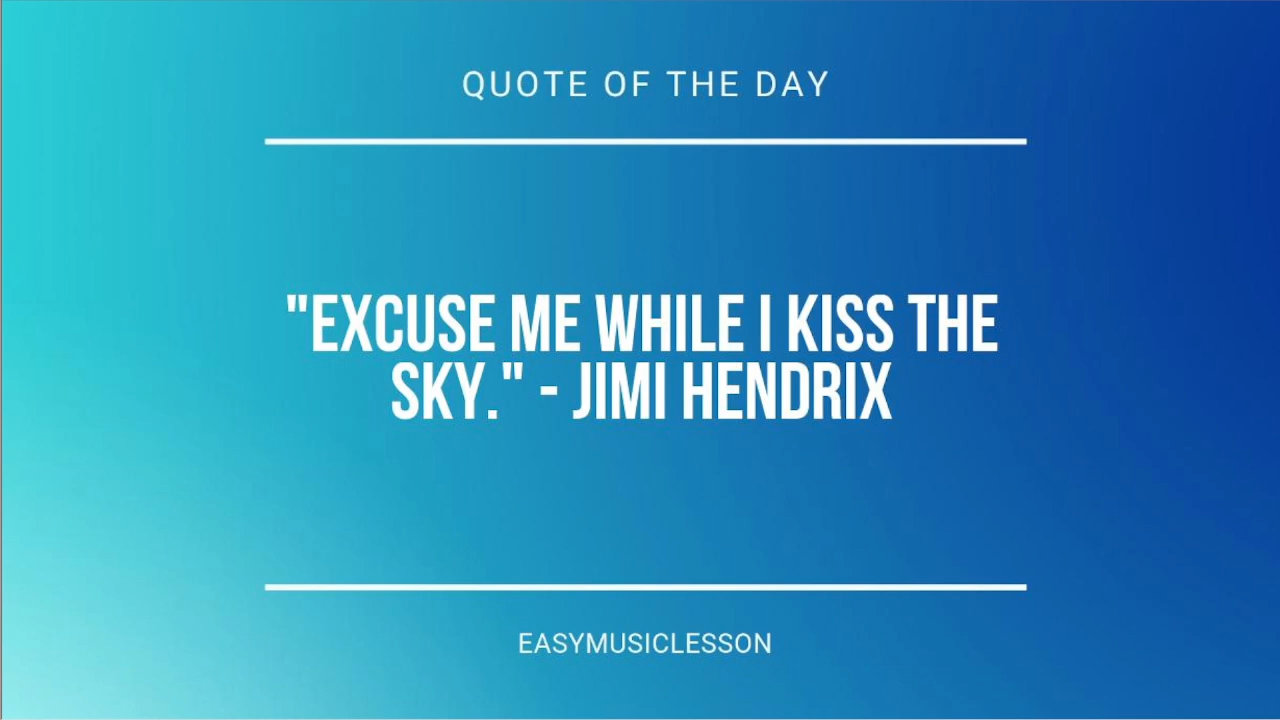 QUOTE OF THE DAY
"EXCUSE ME WHILE I KISS THE
SKY." - JIMI HENDRIX
EASYMUSICLESSON